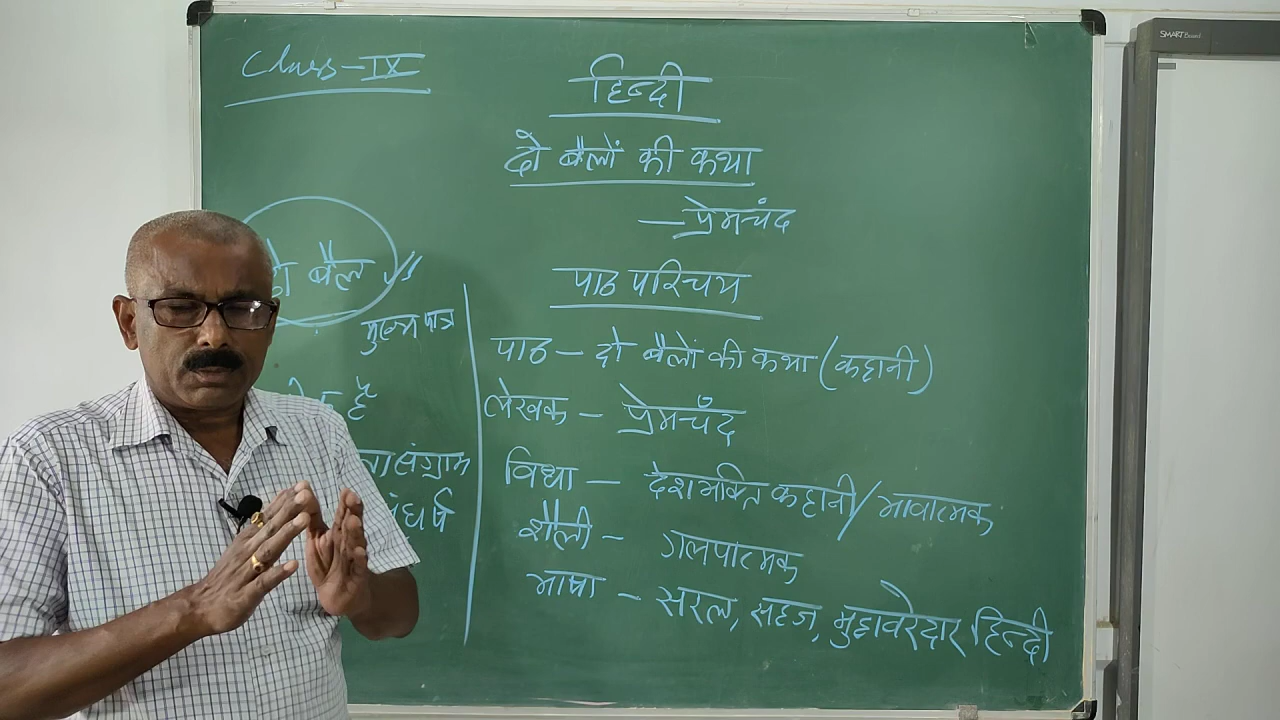 Class-IX
हिन्दी
दो बैलों की कथा
—प्रेमचंद
पाठ परिचय
पाठ – दो बैलों की कथा (कहानी)
लेखक – प्रेमचंद
विधा – देशभक्ति कहानी/भावात्मक
शैली – गल्पात्मक
भाषा – सरल, सहज, मुहावरेदार हिन्दी
दो बैल
मुख्य पात्र
है
संग्राम
SMART Board